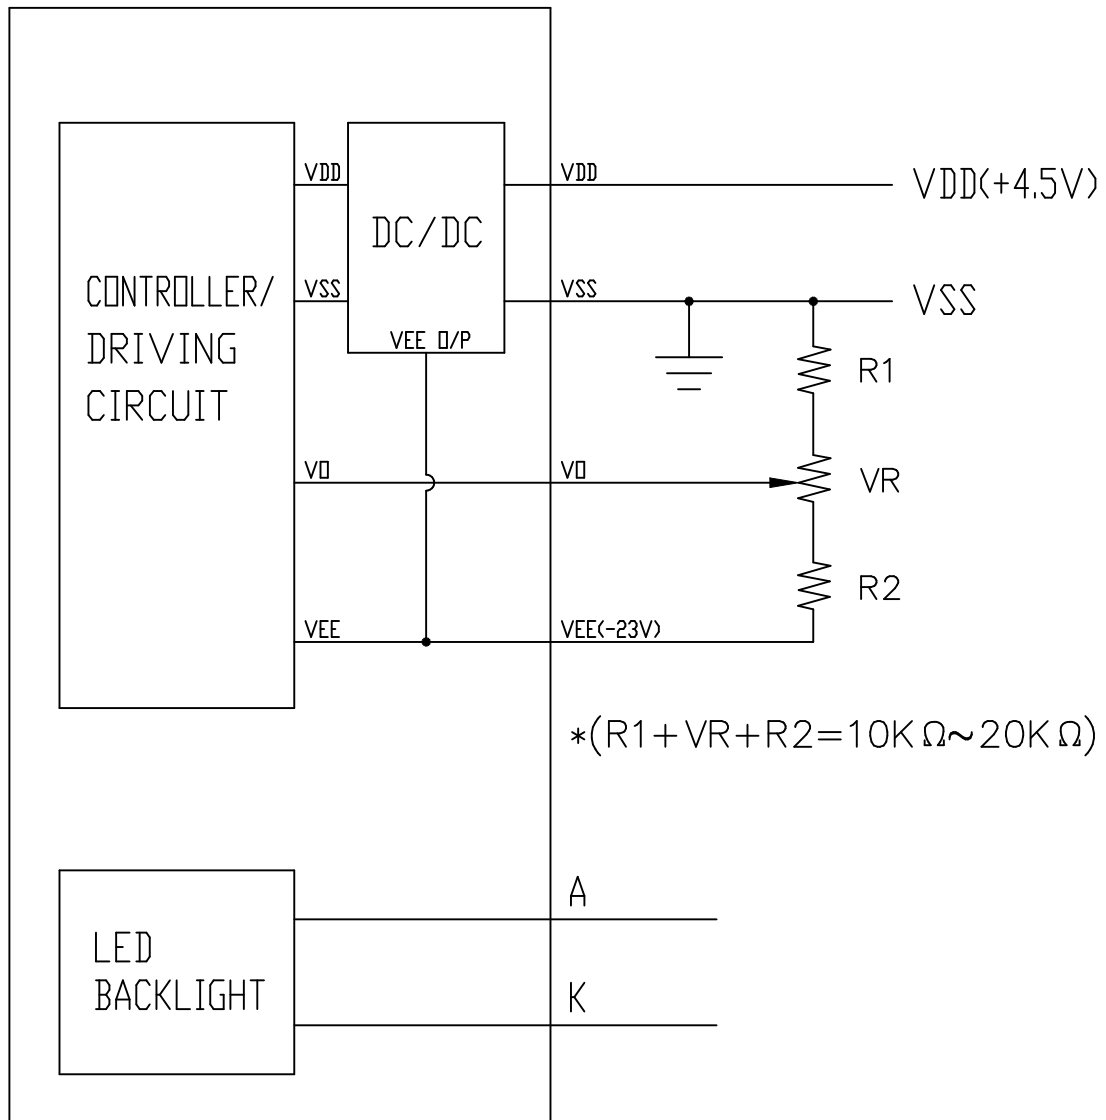 VDD
VDD
VDD(+4.5V)
DC/DC
CONTROLLER/
DRIVING
CIRCUIT
VSS
VSS
VSS
VEE O/P
R1
VO
VO
VR
R2
VEE
VEE(-23V)
*(R1+VR+R2=10KΩ~20KΩ)
A
LED
BACKLIGHT
K